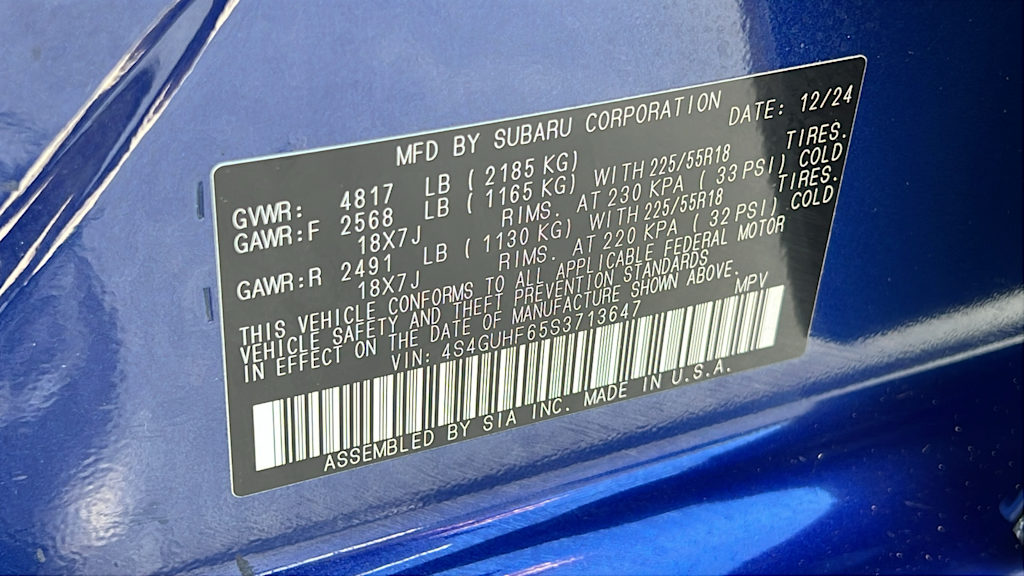 MFD BY SUBARU CORPORATION DATE: 12/24
GVWR: 4817 LB ( 2185 KG)
GAWR:F 2568 LB ( 1165 KG) WITH 225/55R18 TIRES.
18X7J RIMS. AT 230 KPA ( 33 PSI) COLD
GAWR:R 2491 LB ( 1130 KG) WITH 225/55R18 TIRES.
18X7J RIMS. AT 220 KPA ( 32 PSI) COLD
THIS VEHICLE CONFORMS TO ALL APPLICABLE FEDERAL MOTOR
VEHICLE SAFETY AND THEFT PREVENTION STANDARDS
IN EFFECT ON THE DATE OF MANUFACTURE SHOWN ABOVE.
VIN: 4S4GUHF65S3713647 MPV
ASSEMBLED BY SIA INC. MADE IN U.S.A.